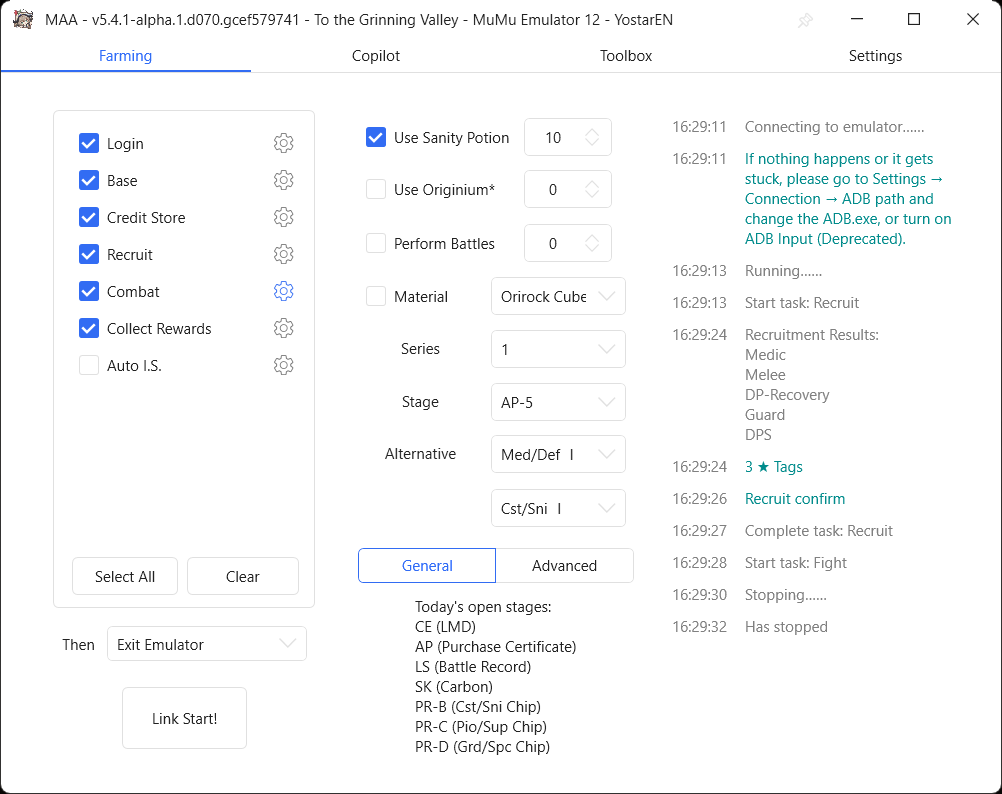 MAA - v5.4.1-alpha.1.d070.gcef579741 - To the Grinning Valley - MuMu Emulator 12 - YostarEN
Farming
Copilot
Toolbox
Settings
Login
Base
Credit Store
Recruit
Combat
Collect Rewards
Auto I.S.
Select All
Clear
Then
Exit Emulator
Link Start!
Use Sanity Potion
10
Use Originium*
0
Perform Battles
0
Material
Orirock Cube
Series
1
Stage
AP-5
Alternative
Med/Def I
Cst/Sni I
General
Advanced
Today's open stages:
CE (LMD)
AP (Purchase Certificate)
LS (Battle Record)
SK (Carbon)
PR-B (Cst/Sni Chip)
PR-C (Pio/Sup Chip)
PR-D (Grd/Spc Chip)
16:29:11 Connecting to emulator......
16:29:11 If nothing happens or it gets
stuck, please go to Settings →
Connection → ADB path and
change the ADB.exe, or turn on
ADB Input (Deprecated).
16:29:13 Running......
16:29:13 Start task: Recruit
16:29:24 Recruitment Results:
Medic
Melee
DP-Recovery
Guard
DPS
16:29:24 3 ★ Tags
16:29:26 Recruit confirm
16:29:27 Complete task: Recruit
16:29:28 Start task: Fight
16:29:30 Stopping......
16:29:32 Has stopped